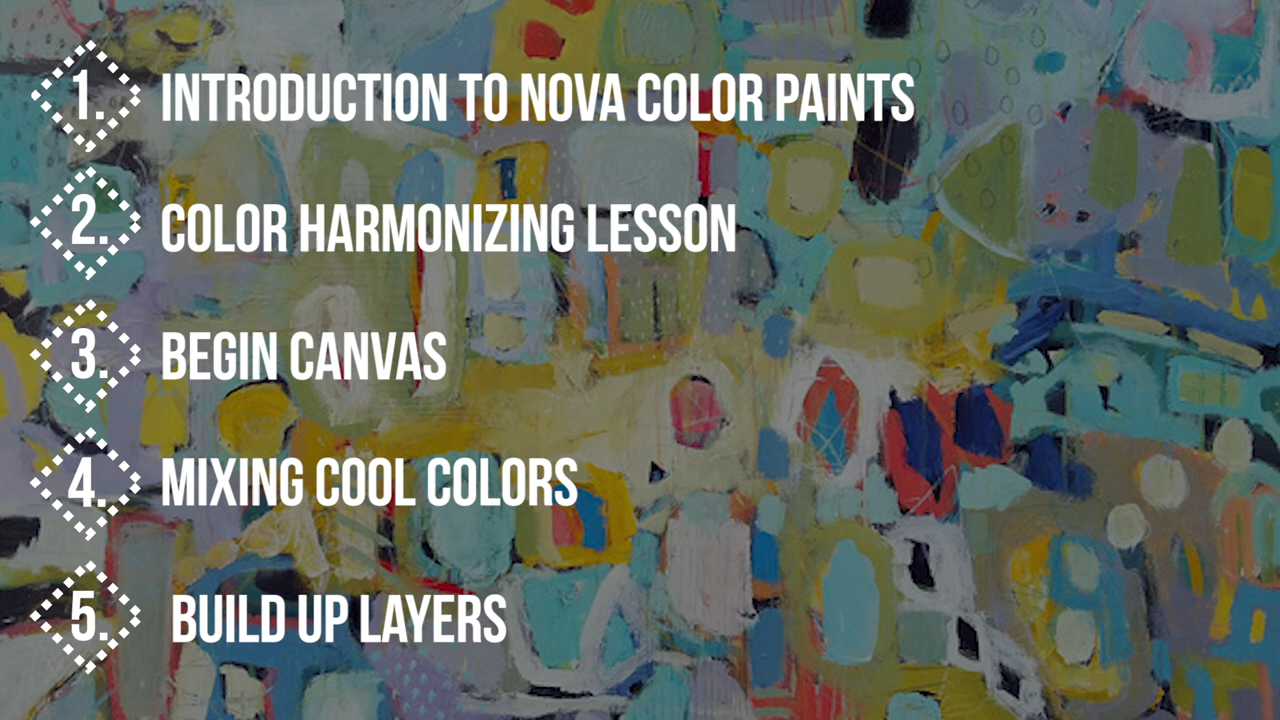 1. INTRODUCTION TO NOVA COLOR PAINTS
2. COLOR HARMONIZING LESSON
3. BEGIN CANVAS
4. MIXING COOL COLORS
5. BUILD UP LAYERS